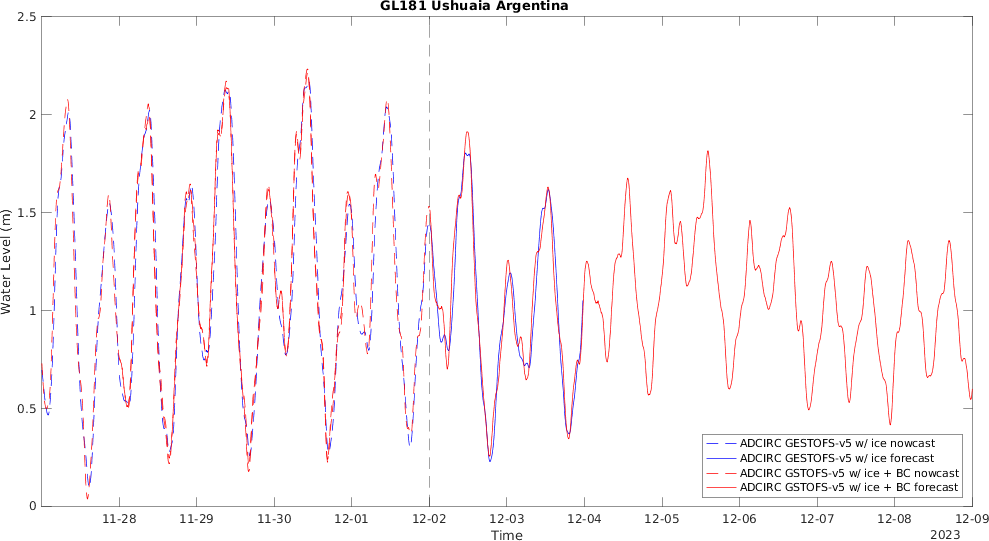 GL181 Ushuaia Argentina
2.5
2
1.5
1
0.5
0
Water Level (m)
11-28 11-29 11-30 12-01 12-02 12-03 12-04 12-05 12-06 12-07 12-08 12-09
Time
2023
ADCIRC GESTOFS-v5 w/ ice nowcast
ADCIRC GESTOFS-v5 w/ ice forecast
ADCIRC GSTOFS-v5 w/ ice + BC nowcast
ADCIRC GSTOFS-v5 w/ ice + BC forecast